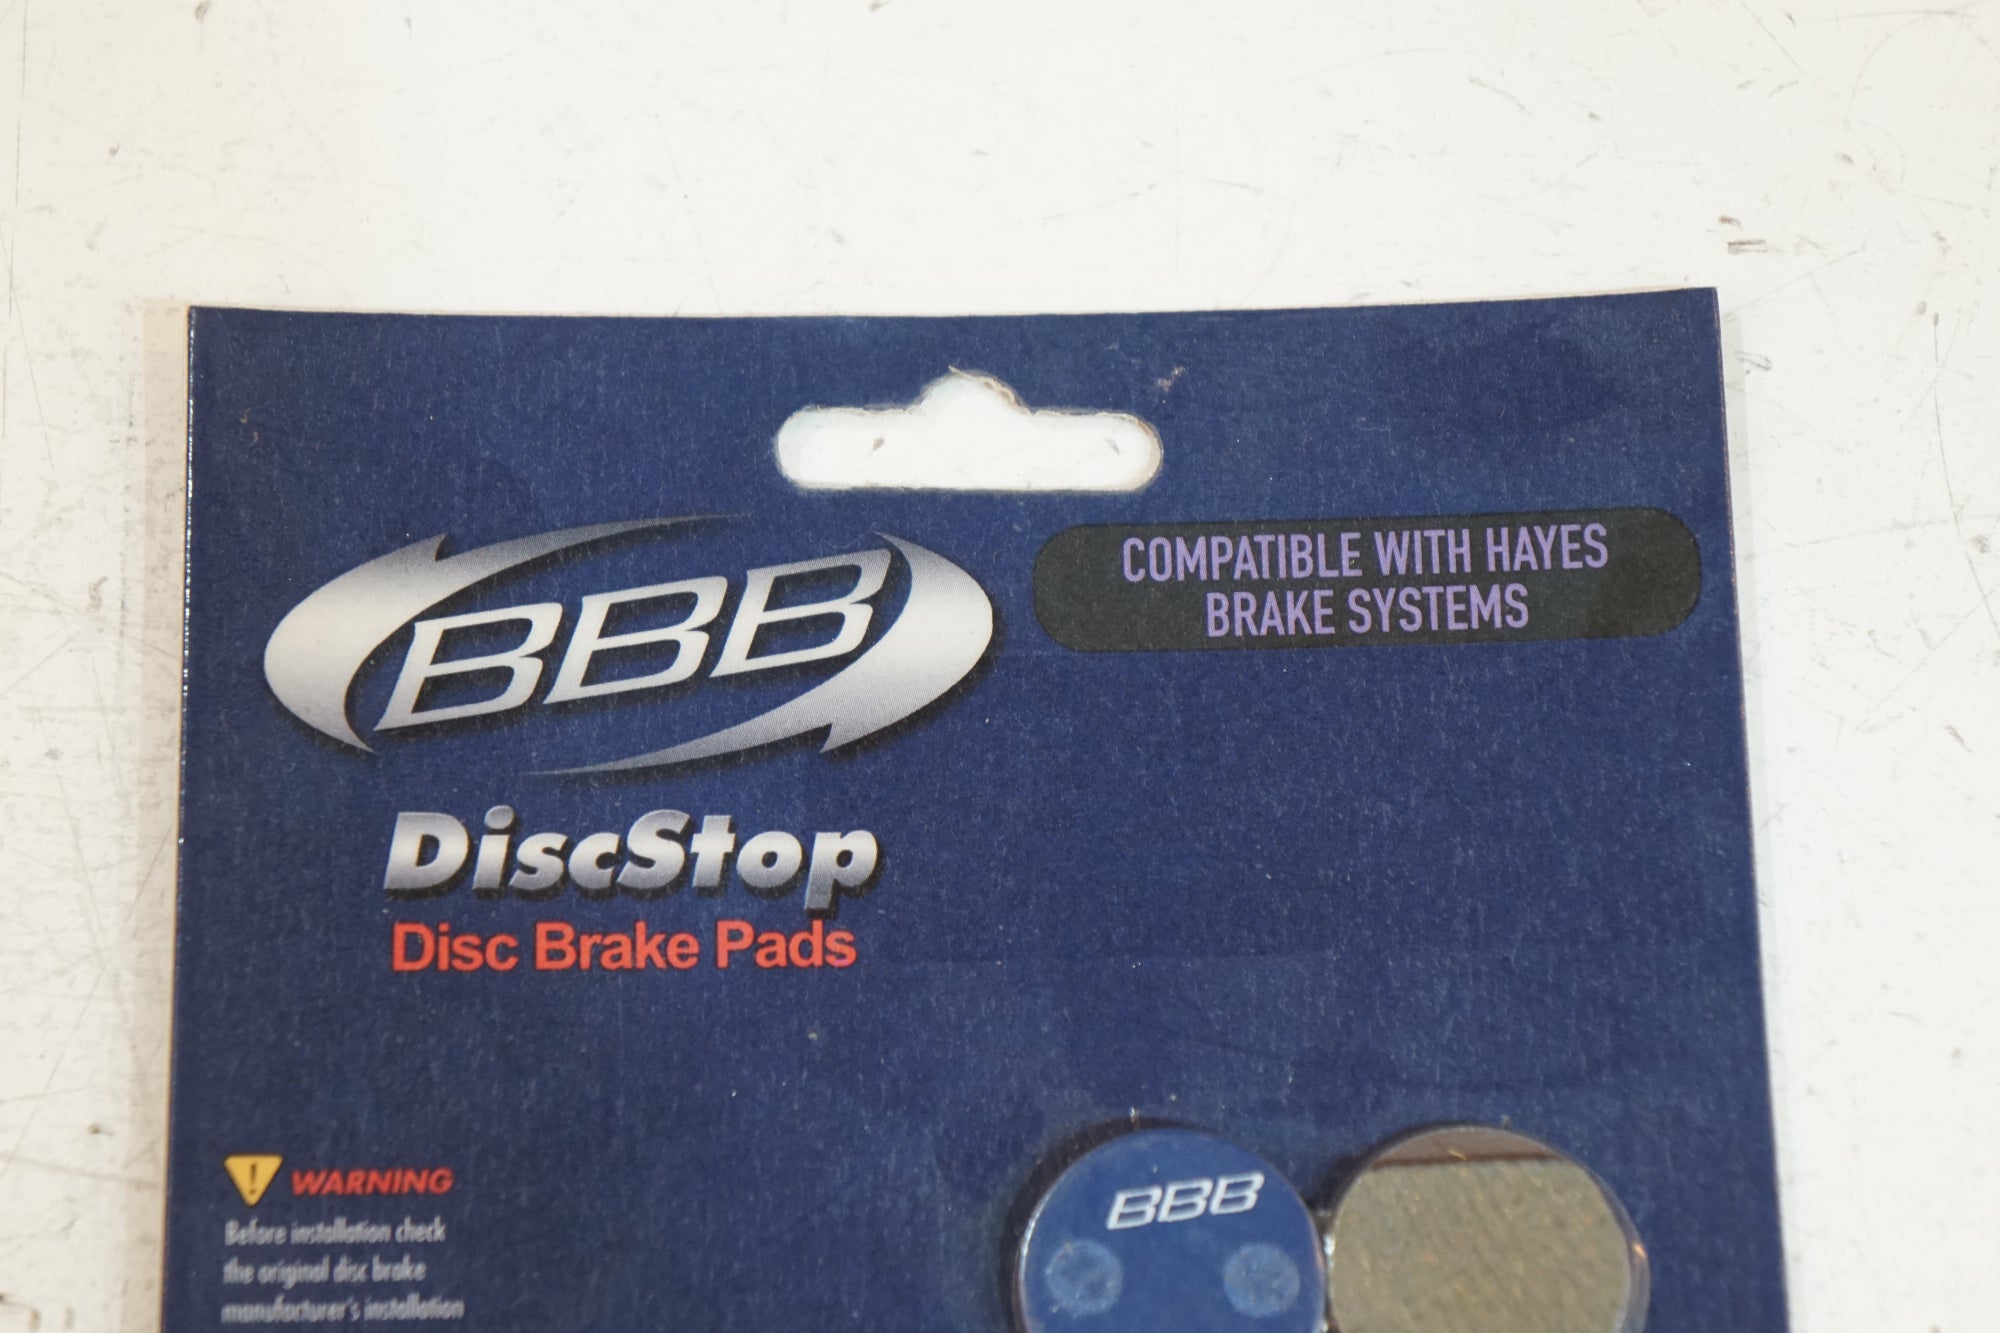 BBB
COMPATIBLE WITH HAYES
BRAKE SYSTEMS
DiscStop
Disc Brake Pads
WARNING
Before installation check
the original disc brake
manufacturer's installation
BBB